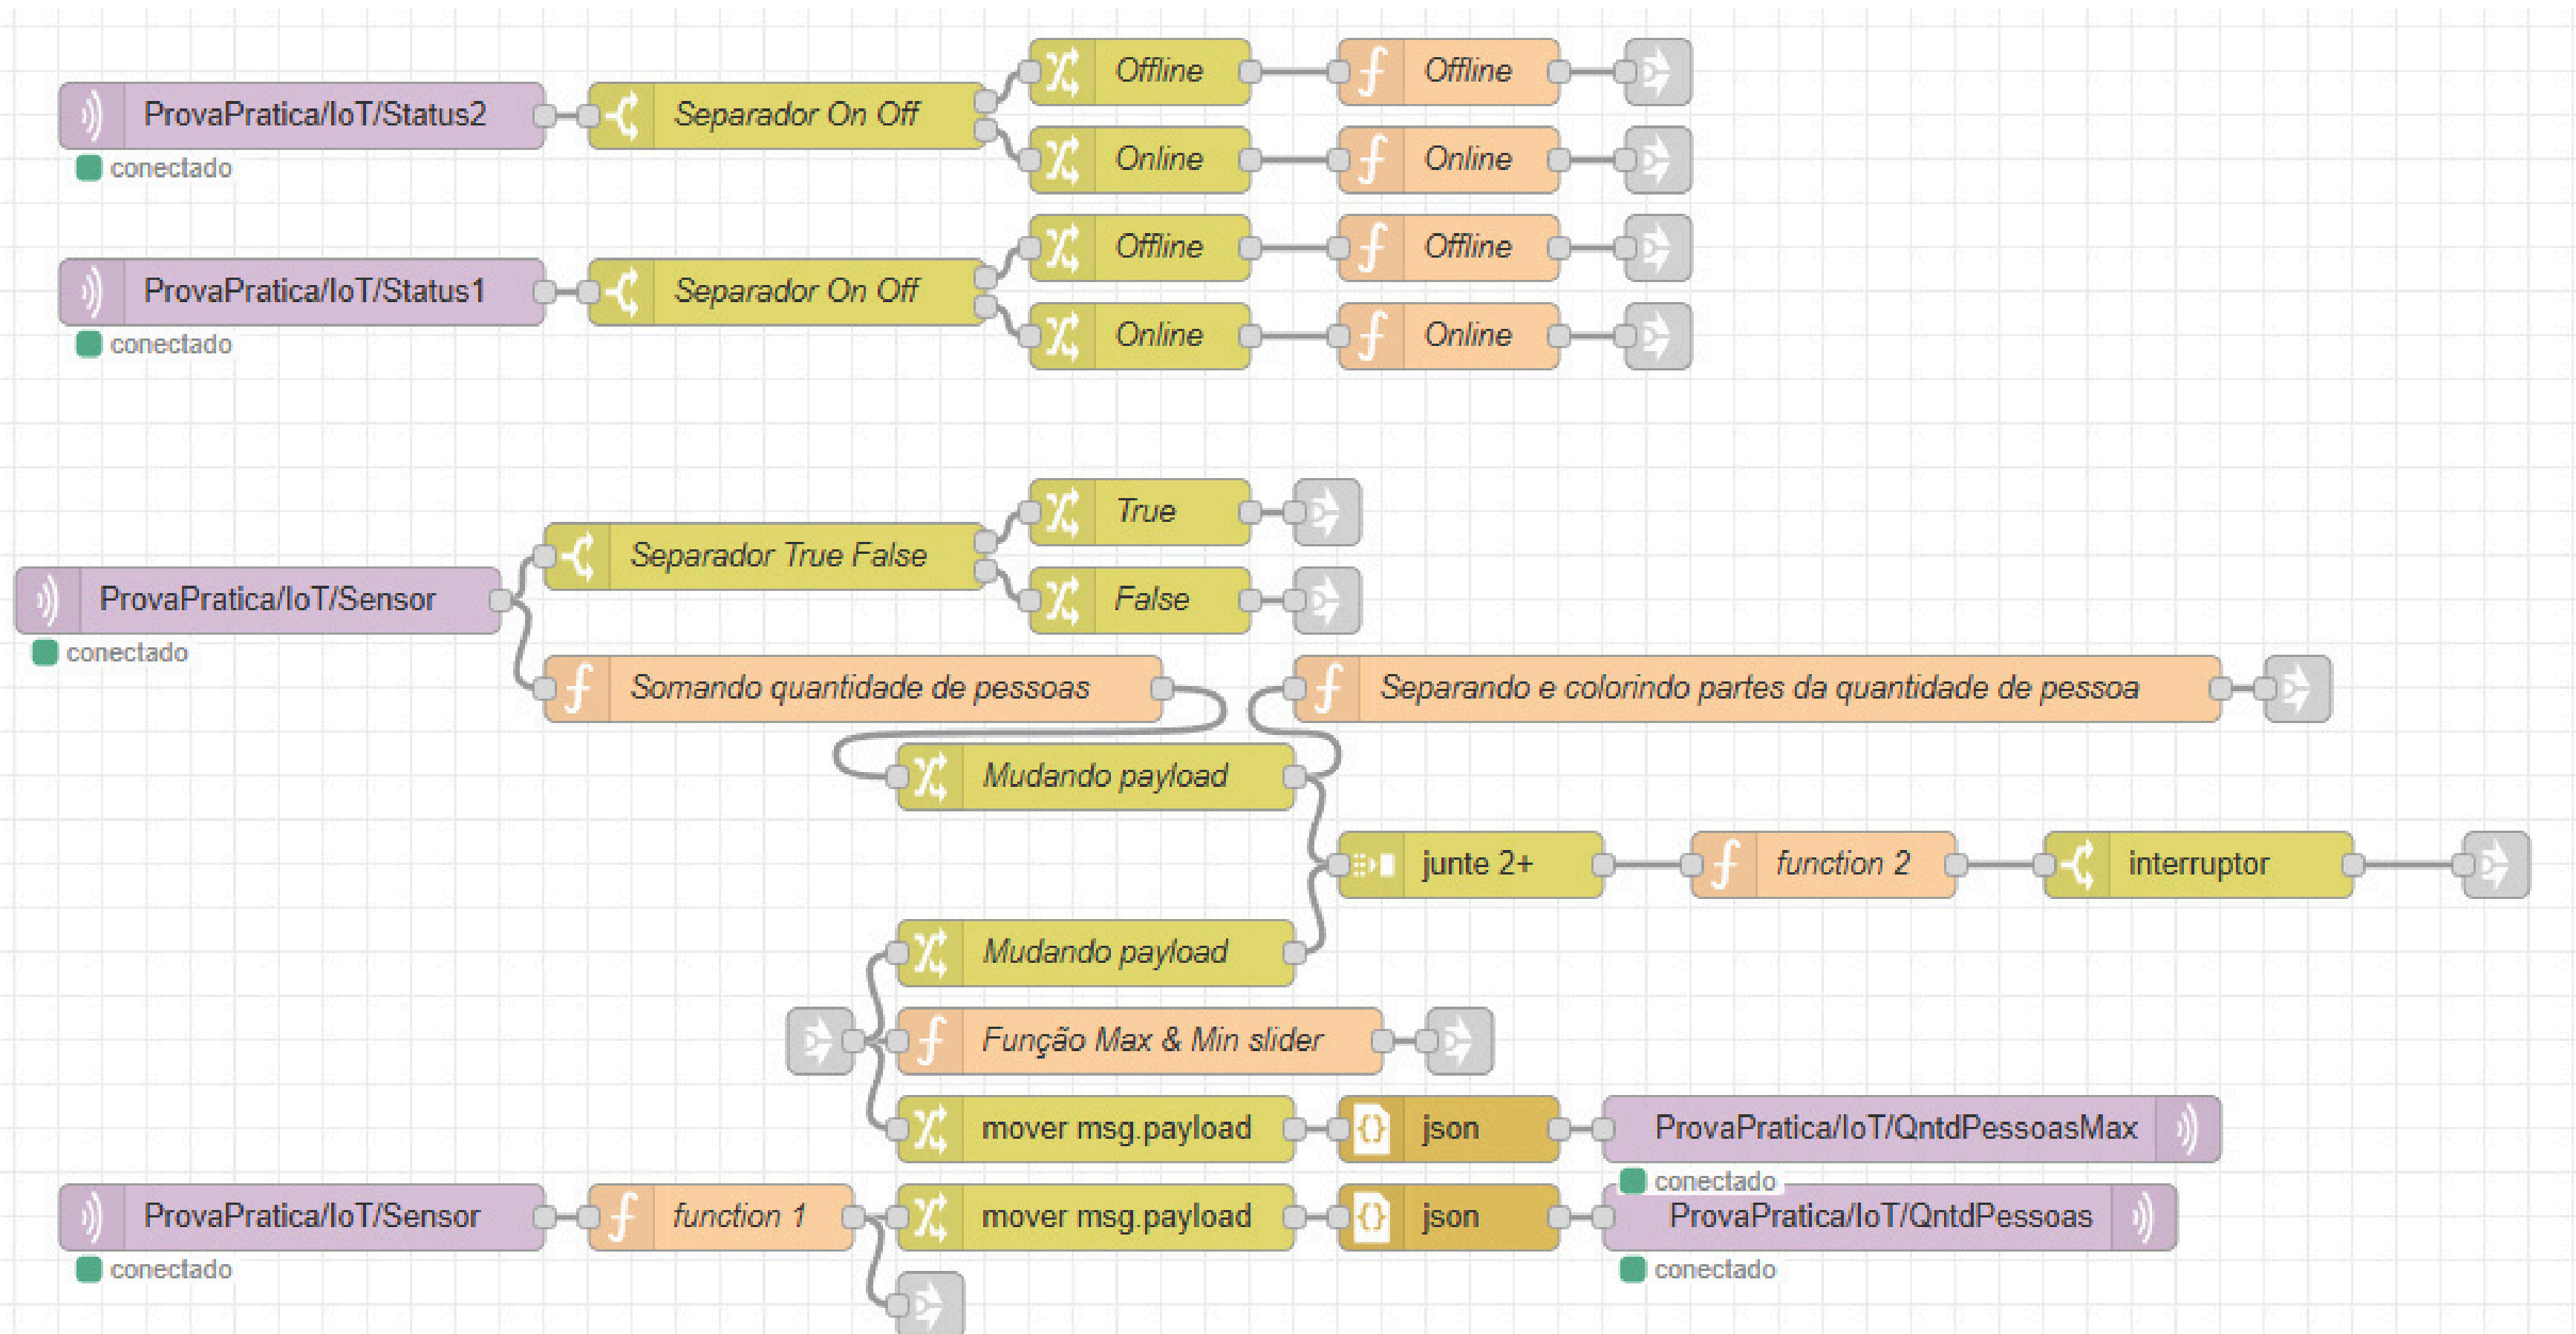 Offline
Offline
ProvaPratica/IoT/Status2
Separador On Off
conectado
Online
Online
Offline
Offline
ProvaPratica/IoT/Status1
Separador On Off
conectado
Online
Online
True
Separador True False
ProvaPratica/IoT/Sensor
False
conectado
Somando quantidade de pessoas
Separando e colorindo partes da quantidade de pessoa
Mudando payload
junte 2+
function 2
interruptor
Mudando payload
Função Max & Min slider
mover msg.payload
json
ProvaPratica/IoT/QntdPessoasMax
conectado
ProvaPratica/IoT/Sensor
function 1
mover msg.payload
json
ProvaPratica/IoT/QntdPessoas
conectado
conectado